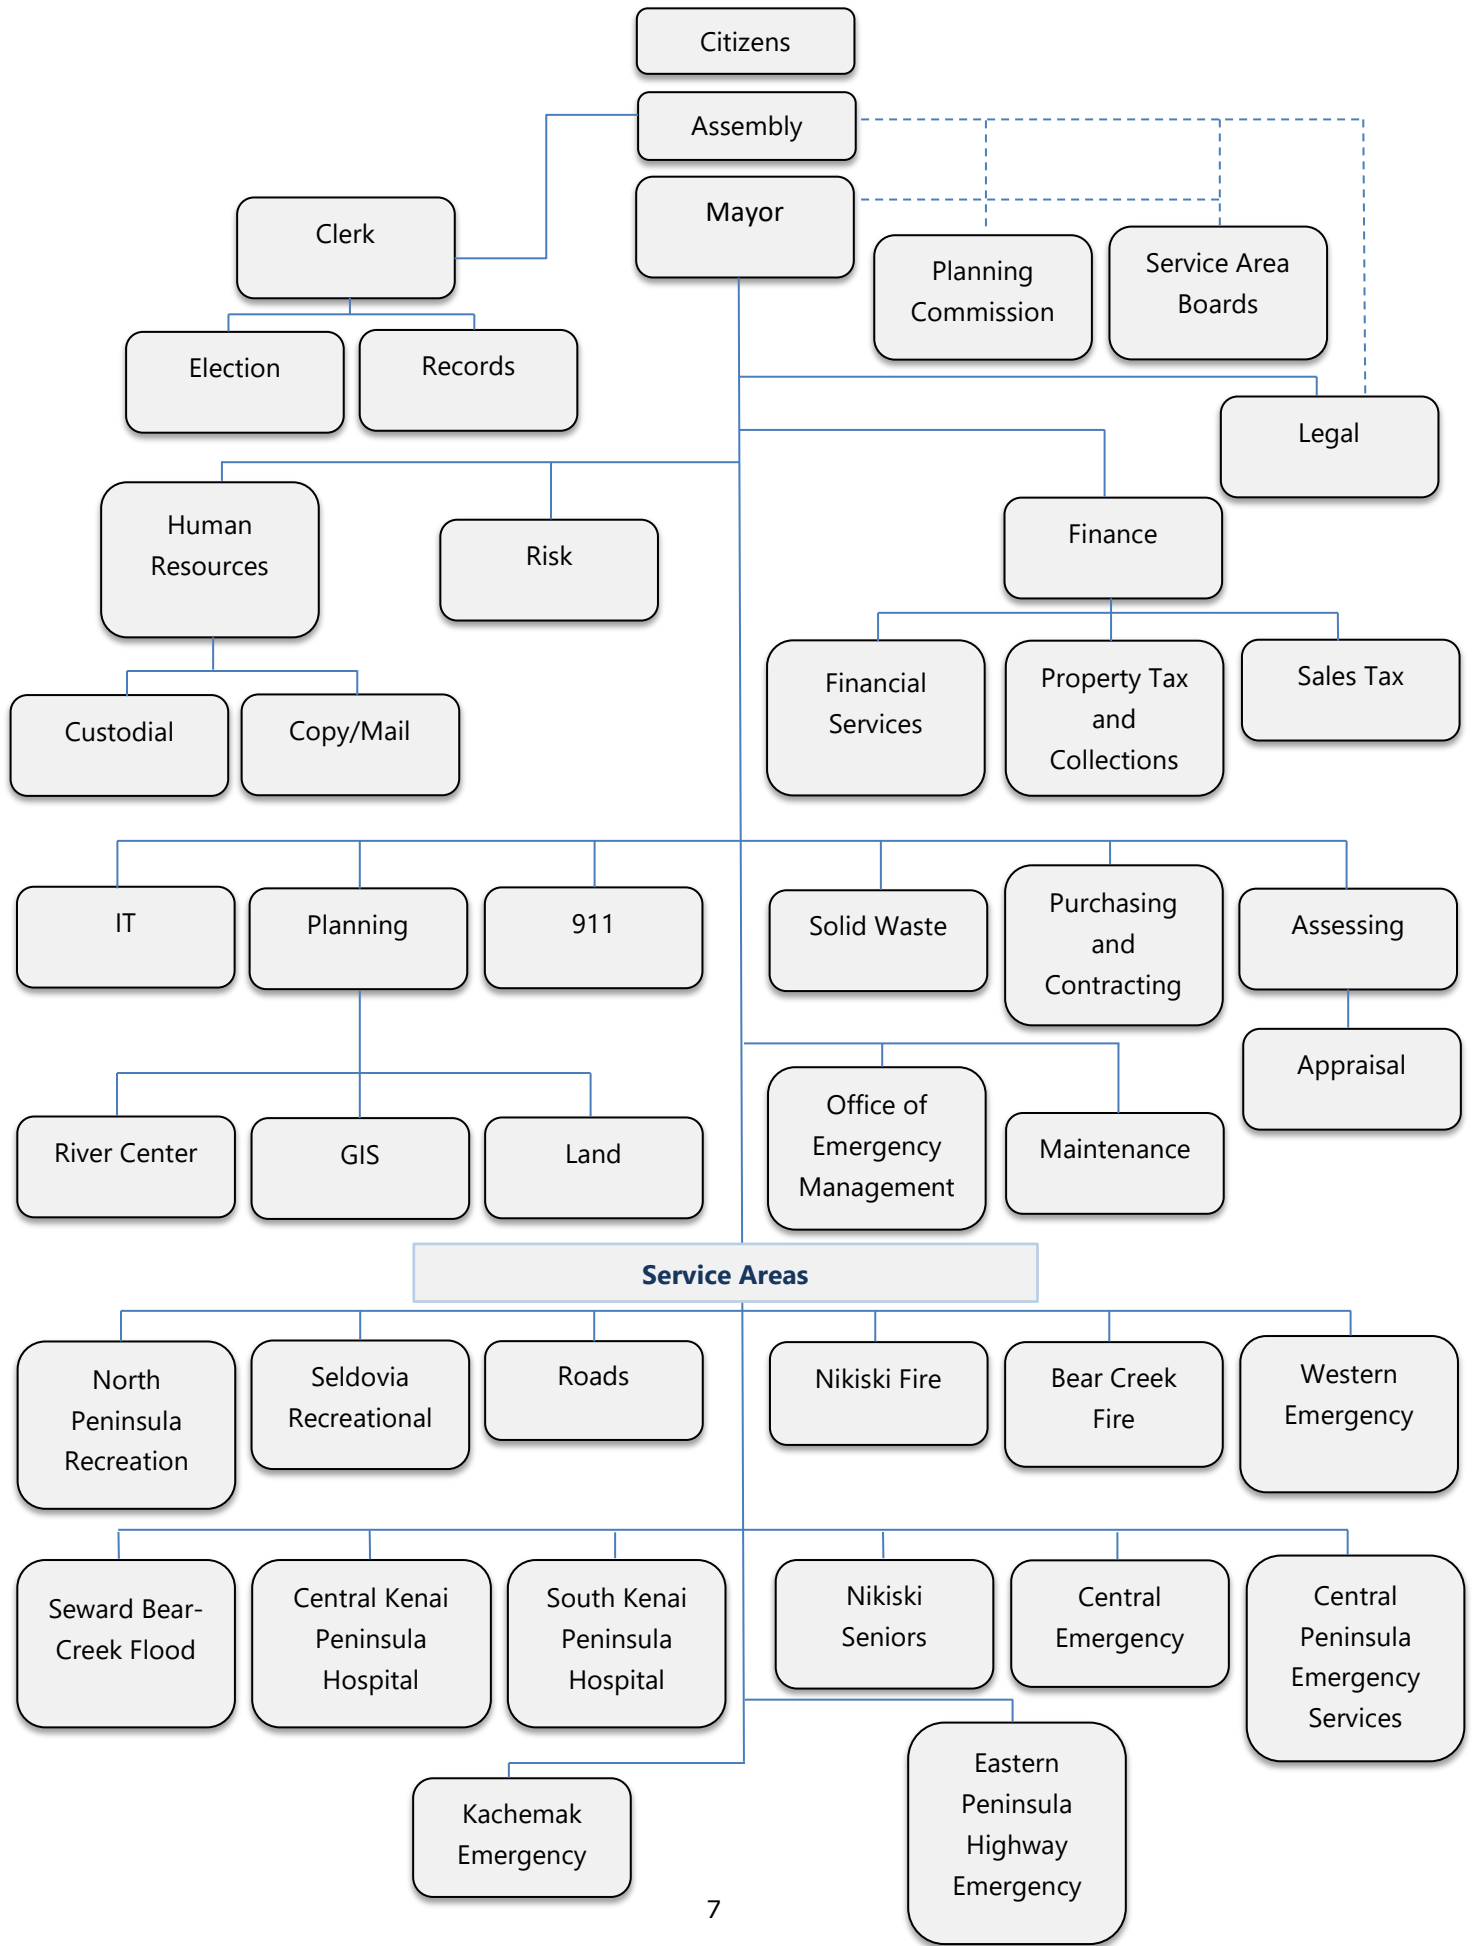 Citizens
Assembly
Mayor
Clerk
Planning
Commission
Service Area
Boards
Election
Records
Legal
Human
Resources
Risk
Finance
Custodial
Copy/Mail
Financial
Services
Property Tax
and
Collections
Sales Tax
IT
Planning
911
Solid Waste
Purchasing
and
Contracting
Assessing
Appraisal
River Center
GIS
Land
Office of
Emergency
Management
Maintenance
Service Areas
North
Peninsula
Recreation
Seldovia
Recreational
Roads
Nikiski Fire
Bear Creek
Fire
Western
Emergency
Seward Bear-
Creek Flood
Central Kenai
Peninsula
Hospital
South Kenai
Peninsula
Hospital
Nikiski
Seniors
Central
Emergency
Central
Peninsula
Emergency
Services
Kachemak
Emergency
Eastern
Peninsula
Highway
Emergency
7